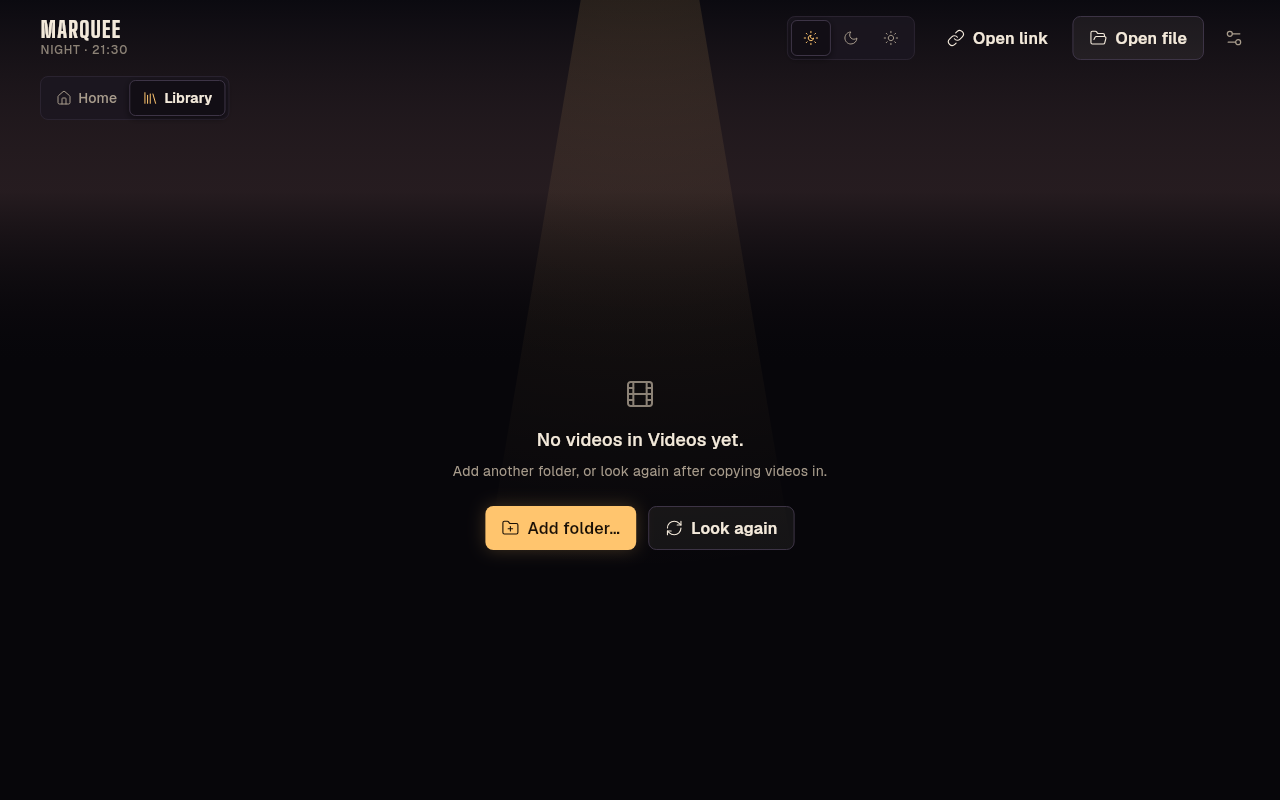 MARQUEE
NIGHT · 21:30
Open link
Open file
Home
Library
No videos in Videos yet.
Add another folder, or look again after copying videos in.
Add folder…
Look again